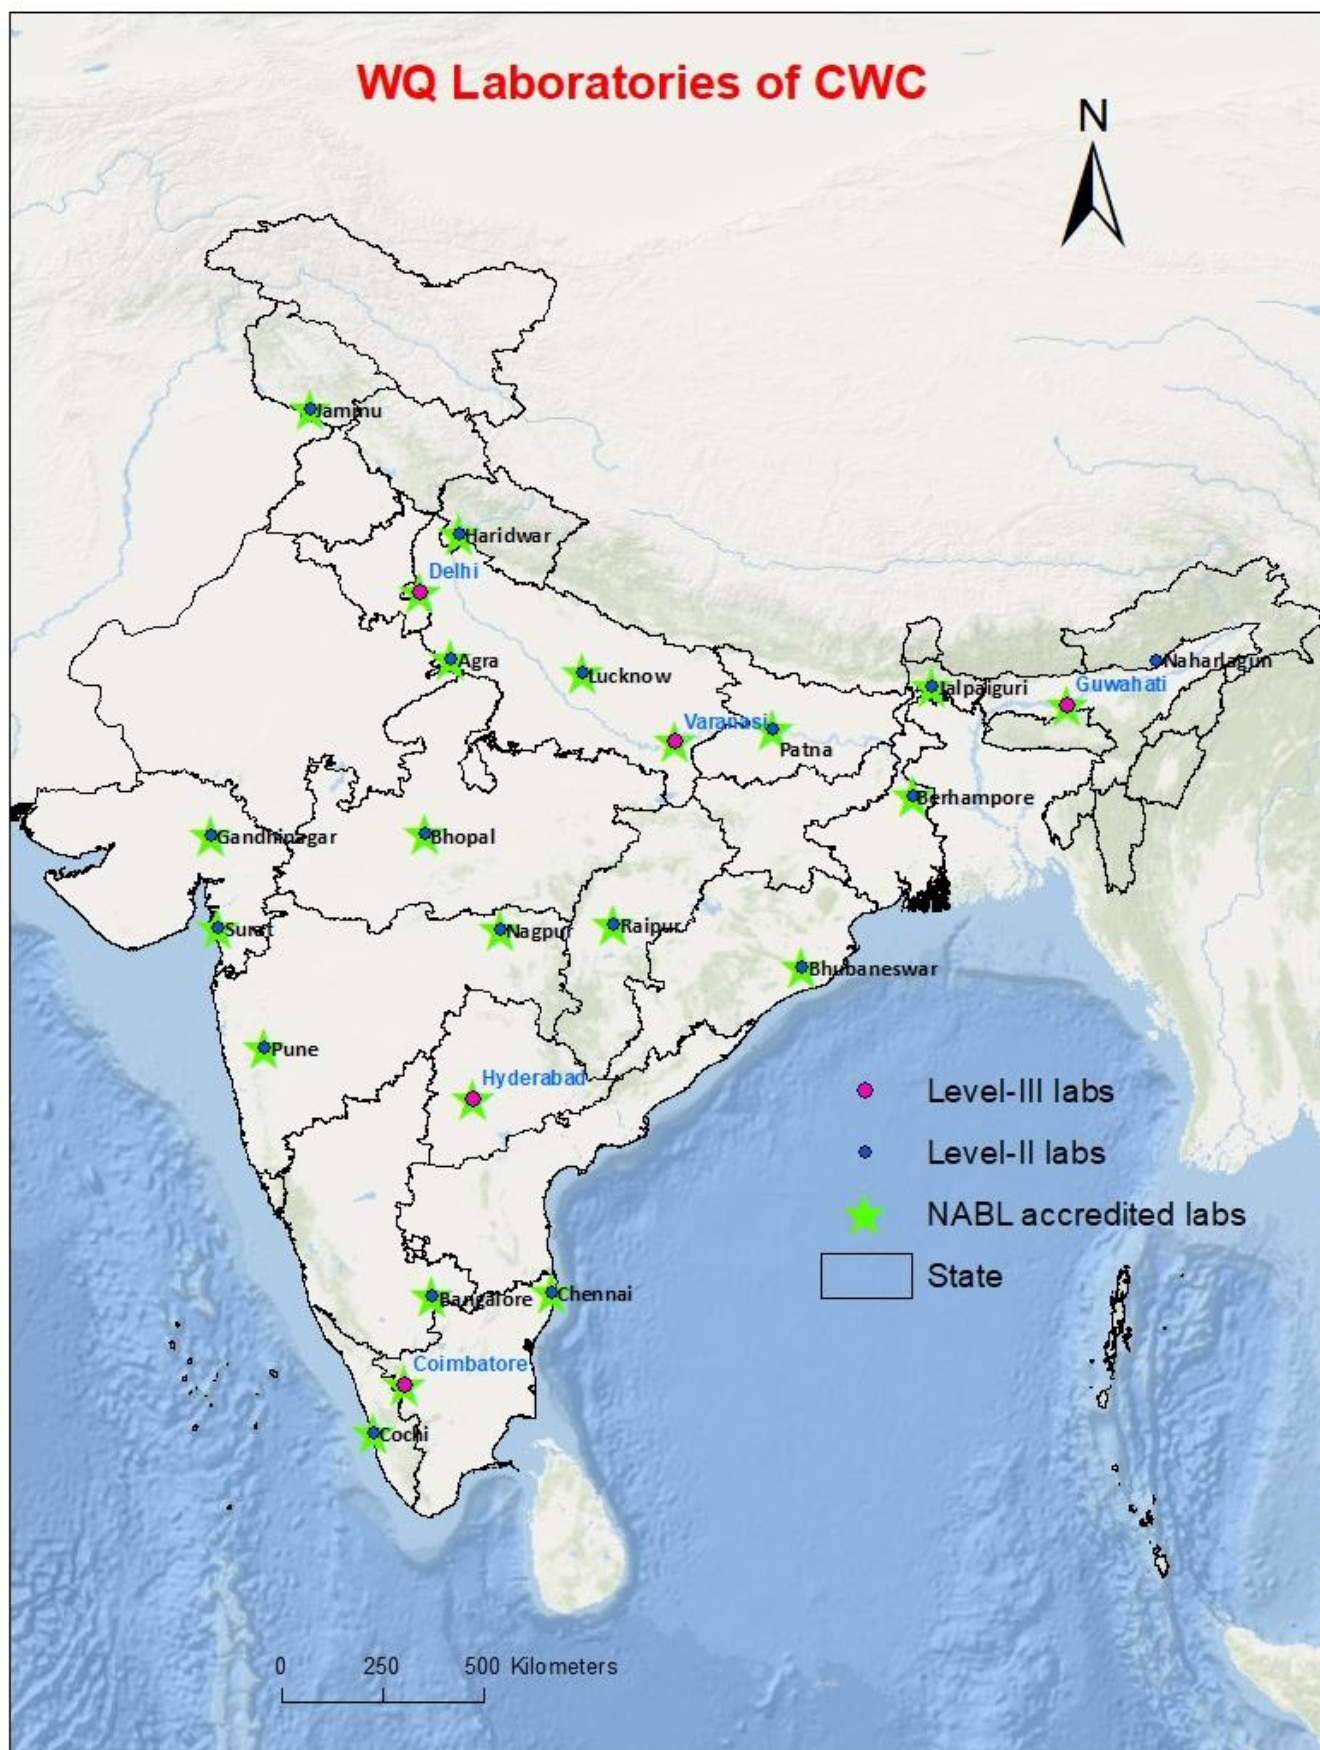 WQ Laboratories of CWC
N
Jammu
Haridwar
Delhi
Agra
Lucknow
Naharlagun
Jalpaiguri
Guwahati
Varanasi
Patna
Berhampore
Gandhinagar
Bhopal
Surat
Nagpur
Raipur
Bhubaneswar
Pune
Hyderabad
Level-III labs
Level-II labs
NABL accredited labs
State
Bangalore
Chennai
Coimbatore
Cochi
0 250 500 Kilometers